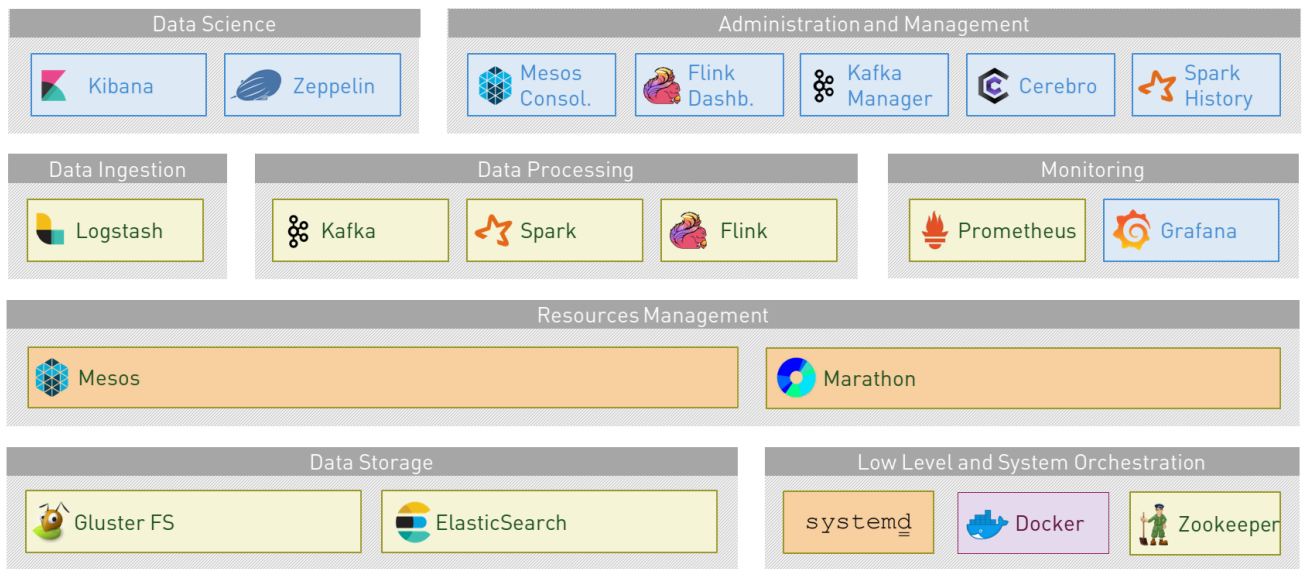 Data Science
Kibana
Zeppelin
Administration and Management
Mesos
Consol.
Flink
Dashb.
Kafka
Manager
Cerebro
Spark
History
Data Ingestion
Logstash
Data Processing
Kafka
Spark
Flink
Monitoring
Prometheus
Grafana
Resources Management
Mesos
Marathon
Data Storage
Gluster FS
ElasticSearch
Low Level and System Orchestration
systemd
Docker
Zookeeper